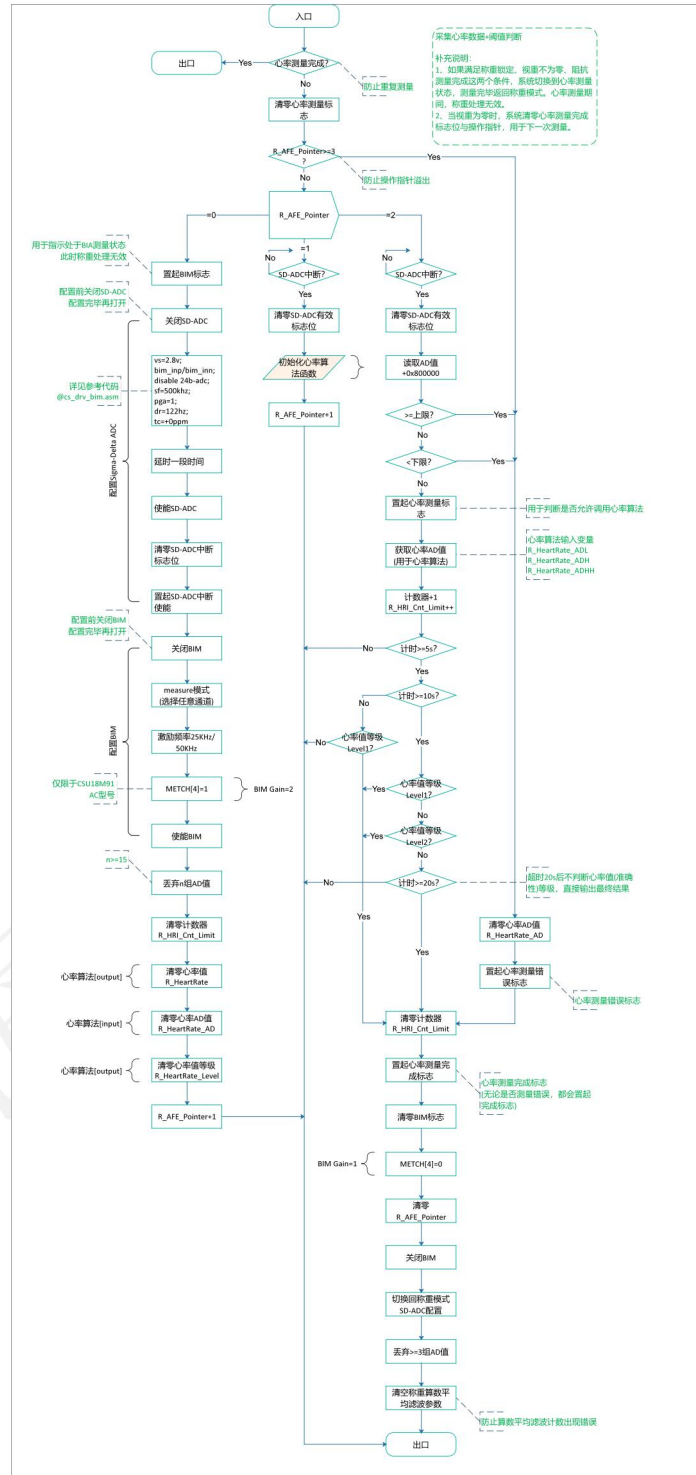 入口
心率测量完成?
Yes
出口
No
防止重复测量
清零心率测量标
志
采集心率数据+阈值判断
补充说明:
1、如果满足称重锁定、视重不为零、阻抗
测量完成这两个条件，系统切换到心率测量
状态，测量完毕返回称重模式。心率测量期
间，称重处理无效。
2、当视重为零时，系统清零心率测量完成
标志位与操作指针，用于下一次测量。
R_AFE_Pointer>=3
?
Yes
No
防止操作指针溢出
R_AFE_Pointer
=0
=1
=2
用于指示处于BIA测量状态
此时称重处理无效
置起BIM标志
配置前关闭SD-ADC
配置完毕再打开
关闭SD-ADC
vs=2.8v;
bim_inp/bim_inn;
disable 24b-adc;
sf=500khz;
pga=1;
dr=122hz;
tc=+0ppm
详见参考代码
@cs_drv_bim.asm
配置Sigma-Delta ADC
延时一段时间
使能SD-ADC
清零SD-ADC中断
标志位
置起SD-ADC中断
使能
配置前关闭BIM
配置完毕再打开
关闭BIM
measure模式
(选择任意通道)
激励频率25KHz/
50KHz
配置BIM
仅限于CSU18M91
AC型号
METCH[4]=1
BIM Gain=2
使能BIM
n>=15
丢弃n组AD值
清零计数器
R_HRI_Cnt_Limit
心率算法[output]
清零心率值
R_HeartRate
心率算法[input]
清零心率AD值
R_HeartRate_AD
心率算法[output]
清零心率值等级
R_HeartRate_Level
R_AFE_Pointer+1
No
SD-ADC中断?
Yes
清零SD-ADC有效
标志位
初始化心率算
法函数
R_AFE_Pointer+1
No
SD-ADC中断?
Yes
清零SD-ADC有效
标志位
读取AD值
+0x800000
>=上限?
Yes
No
<下限?
Yes
No
置起心率测量标
志
用于判断是否允许调用心率算法
获取心率AD值
(用于心率算法)
心率算法输入变量
R_HeartRate_ADL
R_HeartRate_ADH
R_HeartRate_ADHH
计数器+1
R_HRI_Cnt_Limit++
No
计时>=5s?
Yes
计时>=10s?
No
Yes
心率值等级
Level1?
No
Yes
心率值等级
Level1?
Yes
No
心率值等级
Level2?
Yes
No
计时>=20s?
No
Yes
超时20s后不判断心率值(准确
性)等级，直接输出最终结果
清零心率AD值
R_HeartRate_AD
置起心率测量错
误标志
心率测量错误标志
清零计数器
R_HRI_Cnt_Limit
置起心率测量完
成标志
心率测量完成标志
(无论是否测量错误，都会置起
完成标志)
清零BIM标志
BIM Gain=1
METCH[4]=0
清零
R_AFE_Pointer
关闭BIM
切换回称重模式
SD-ADC配置
丢弃>=3组AD值
清空称重算数平
均滤波参数
防止算数平均滤波计数出现错误
出口